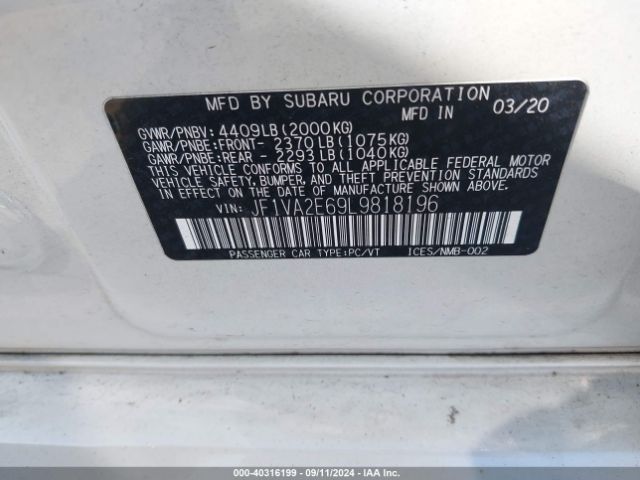 MFD BY SUBARU CORPORATION
MFD IN 03/20
GVWR/PNBV: 4409LB(2000KG)
GAWR/PNBE:FRONT- 2370LB(1075KG)
GAWR/PNBE:REAR - 2293LB(1040KG)
THIS VEHICLE CONFORMS TO ALL APPLICABLE FEDERAL MOTOR
VEHICLE SAFETY, BUMPER, AND THEFT PREVENTION STANDARDS
IN EFFECT ON THE DATE OF MANUFACTURE SHOWN ABOVE.
VIN: JF1VA2E69L9818196
PASSENGER CAR TYPE:PC/VT ICES/NMB-002
000-40316199 - 09/11/2024 - IAA Inc.